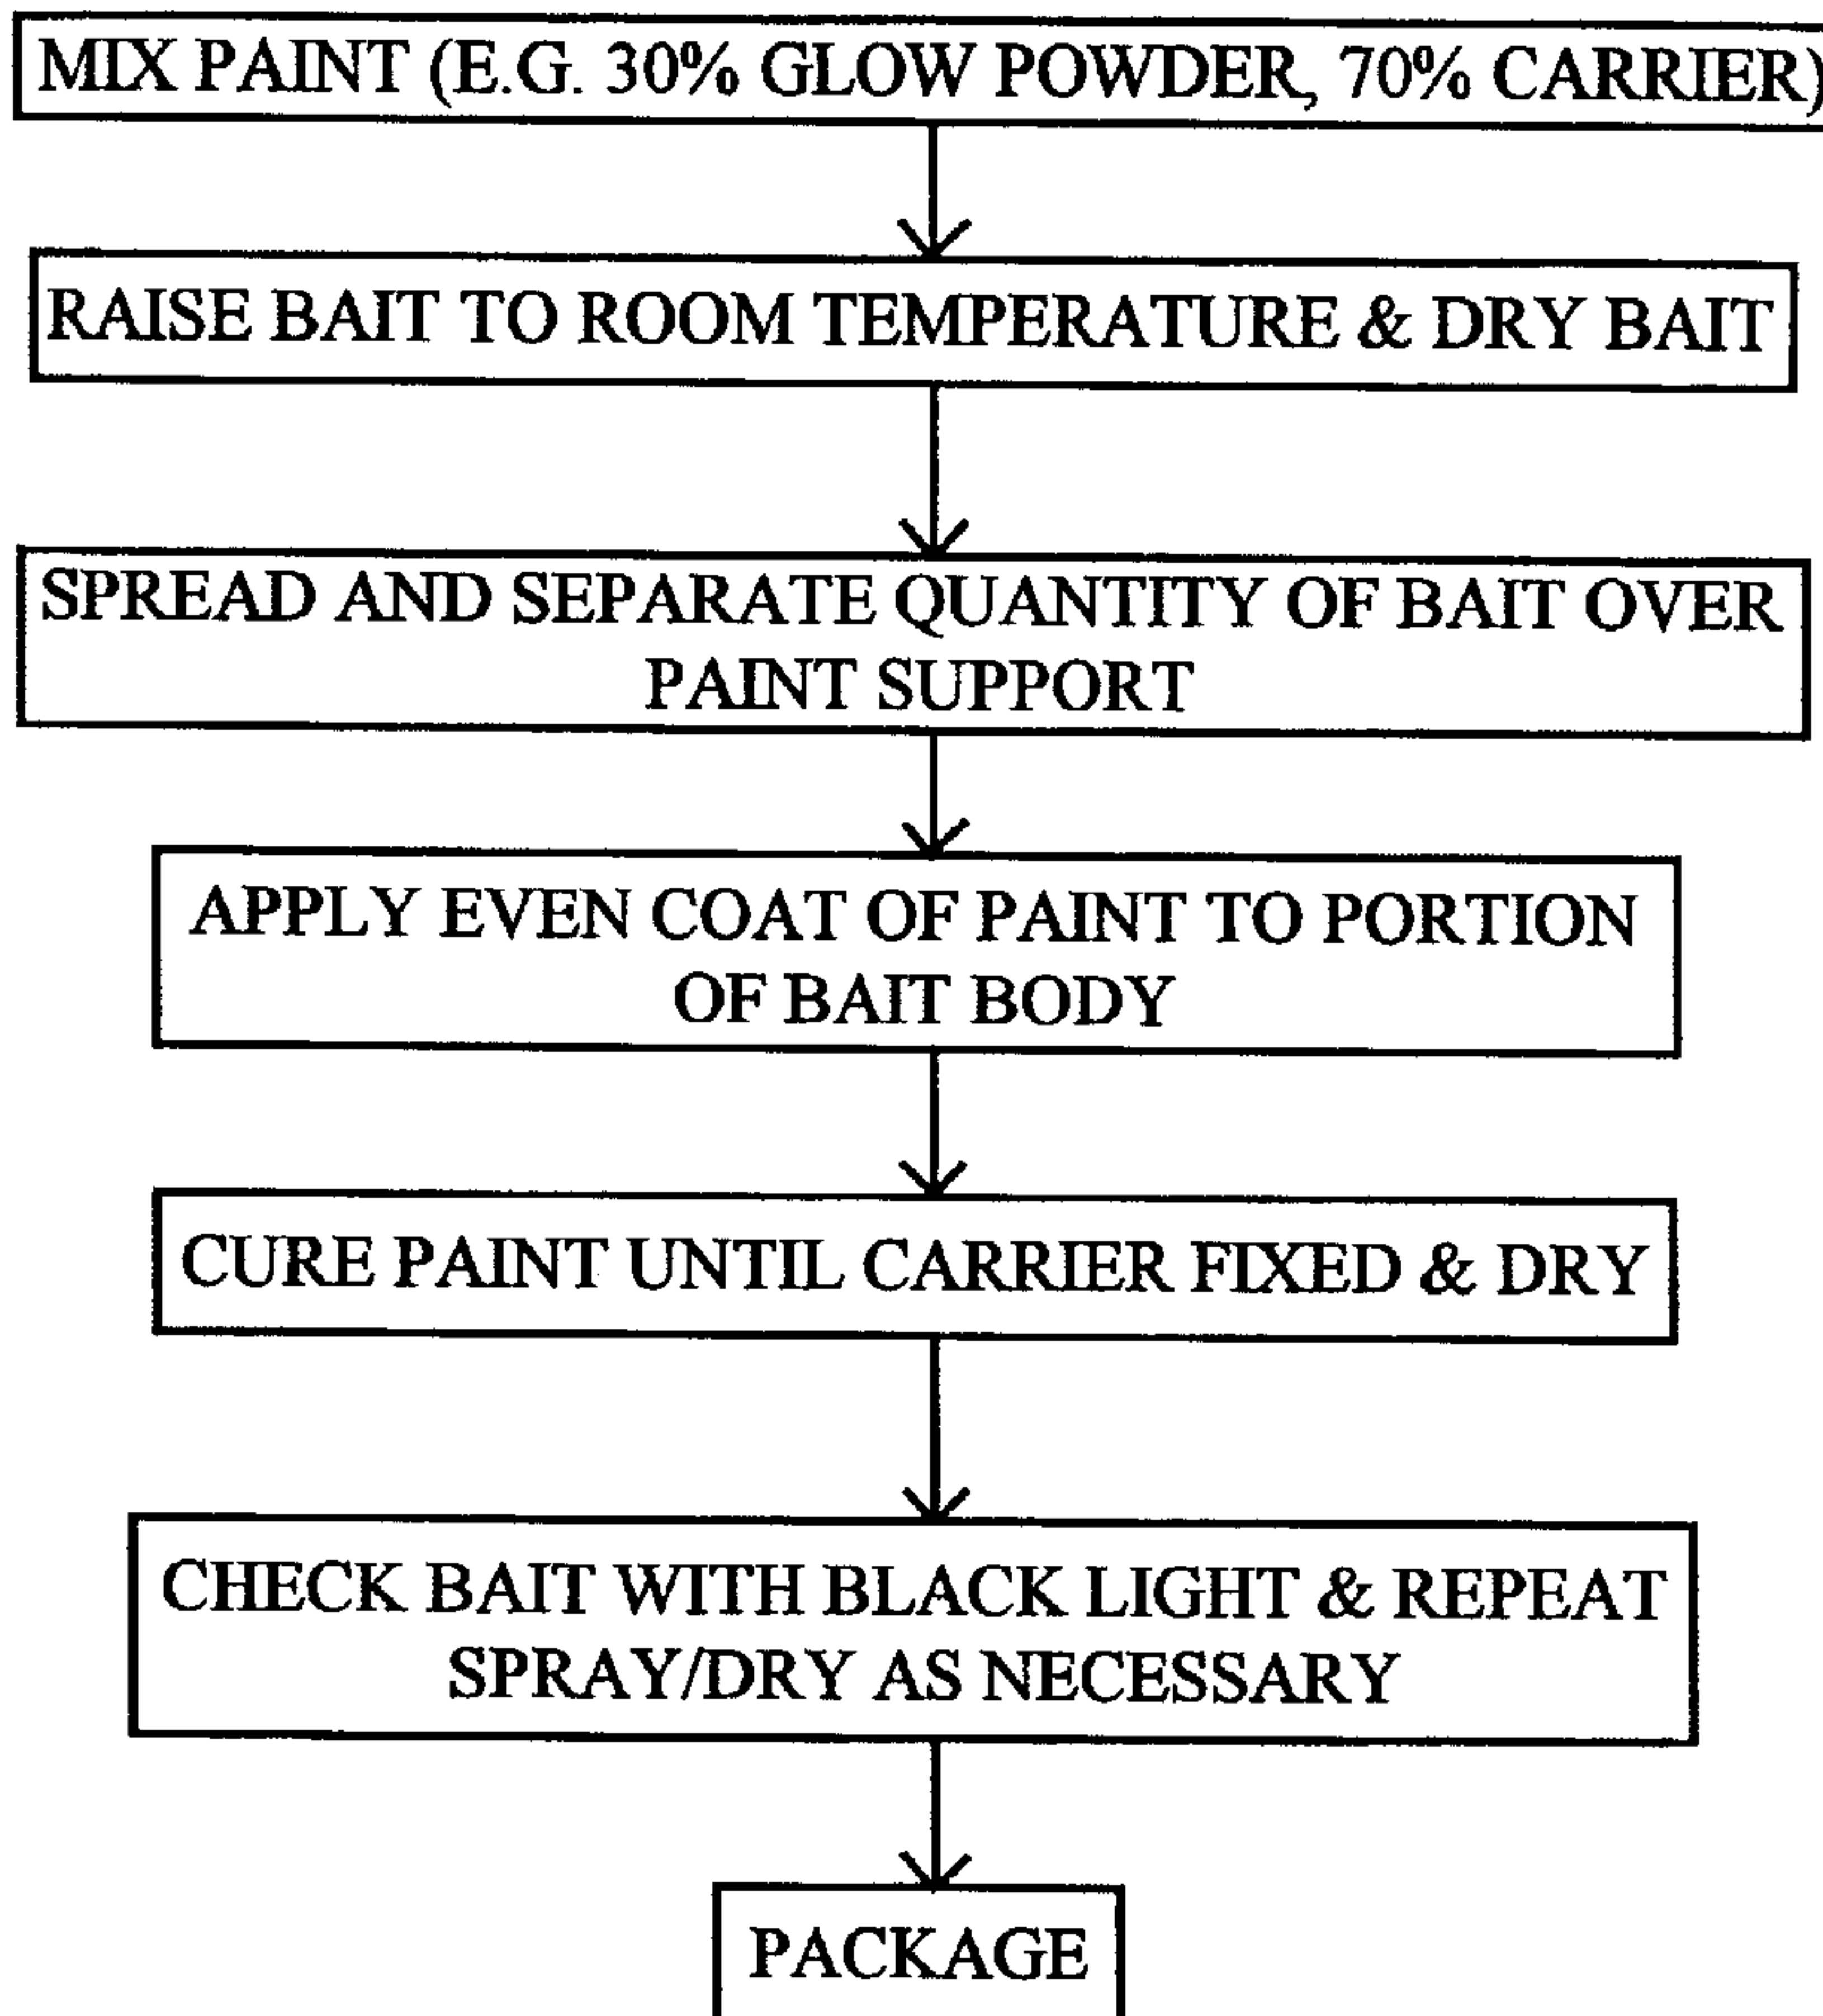 MIX PAINT (E.G. 30% GLOW POWDER, 70% CARRIER)
RAISE BAIT TO ROOM TEMPERATURE & DRY BAIT
SPREAD AND SEPARATE QUANTITY OF BAIT OVER
PAINT SUPPORT
APPLY EVEN COAT OF PAINT TO PORTION
OF BAIT BODY
CURE PAINT UNTIL CARRIER FIXED & DRY
CHECK BAIT WITH BLACK LIGHT & REPEAT
SPRAY/DRY AS NECESSARY
PACKAGE